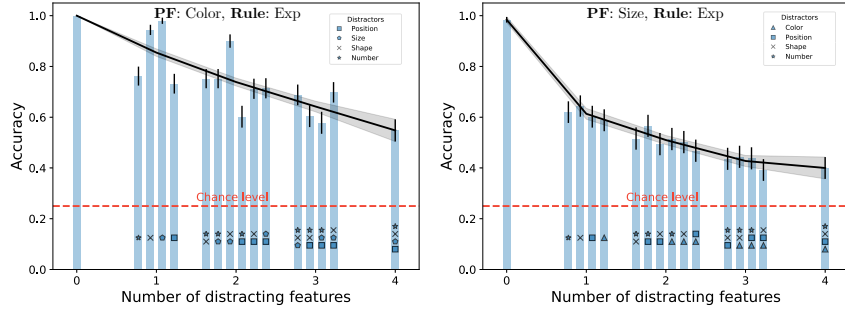 PF: Color, Rule: Exp
Distractors
Position
Size
Shape
Number
Accuracy
1.0
0.8
0.6
0.4
0.2
0.0
Chance level
0 1 2 3 4
Number of distracting features
PF: Size, Rule: Exp
Distractors
Color
Position
Shape
Number
Accuracy
1.0
0.8
0.6
0.4
0.2
0.0
Chance level
0 1 2 3 4
Number of distracting features